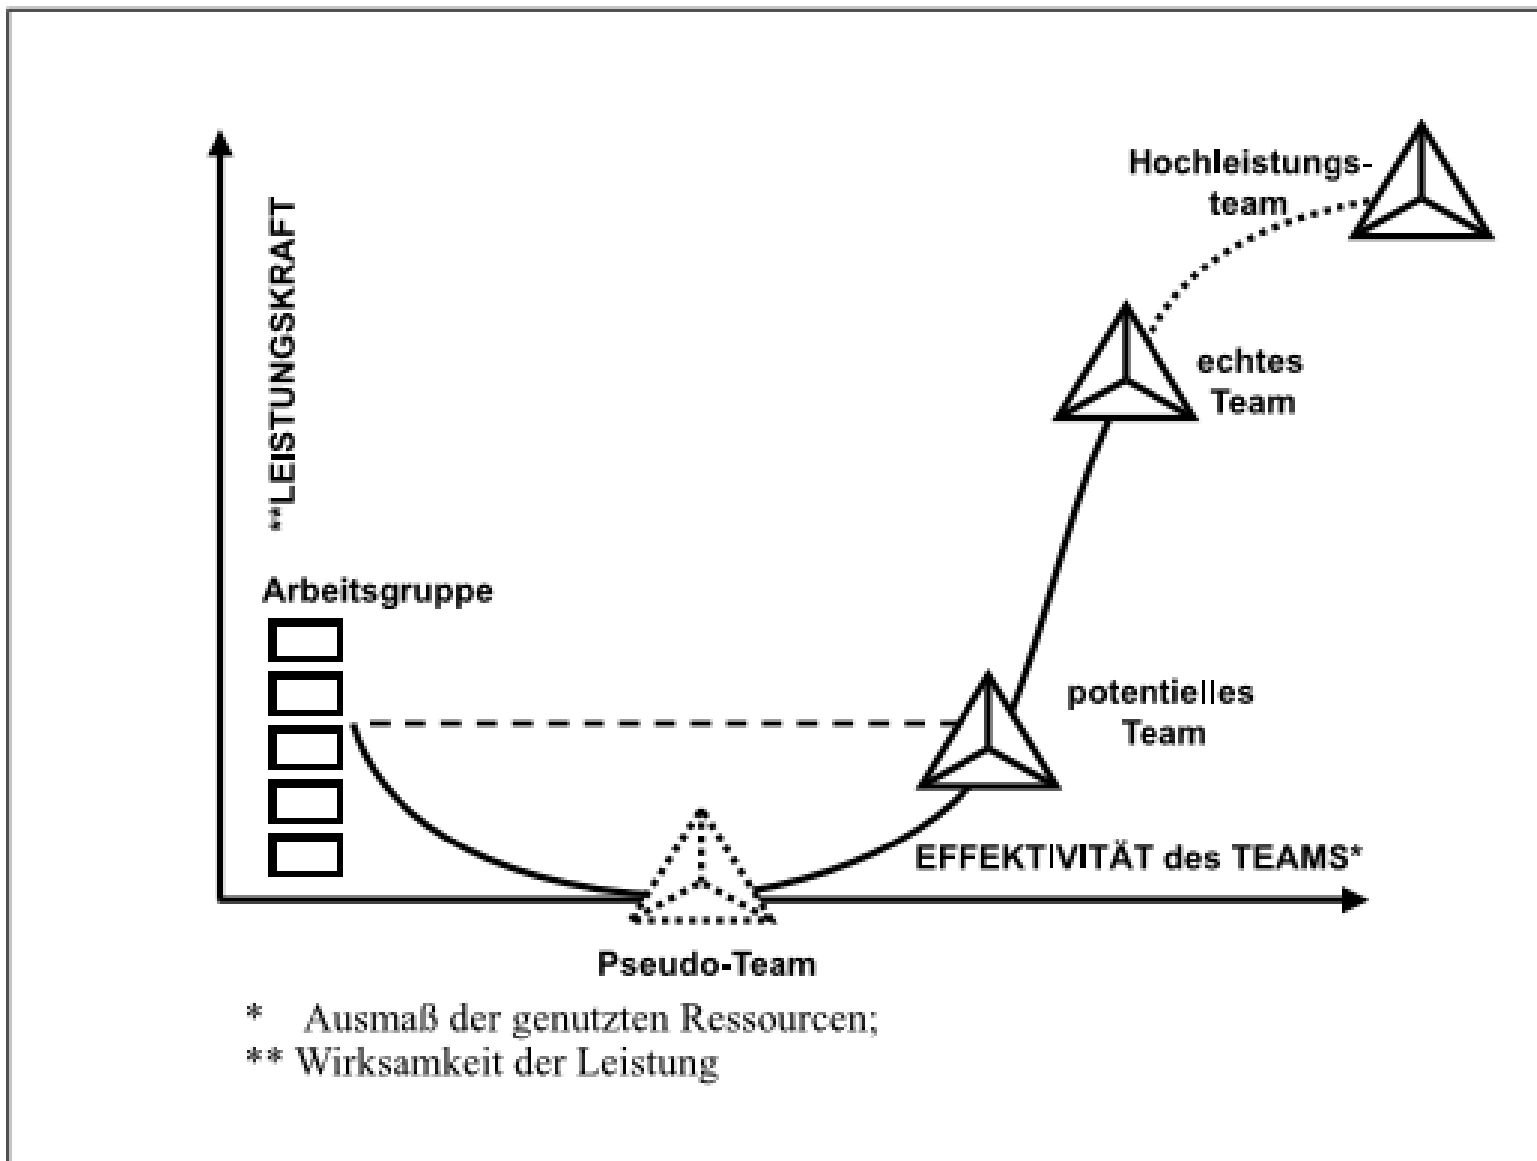 Hochleistungs-
team
**LEISTUNGSKRAFT
echtes
Team
Arbeitsgruppe
potentielles
Team
EFFEKTIVITÄT des TEAMS*
Pseudo-Team
* Ausmaß der genutzten Ressourcen;
** Wirksamkeit der Leistung